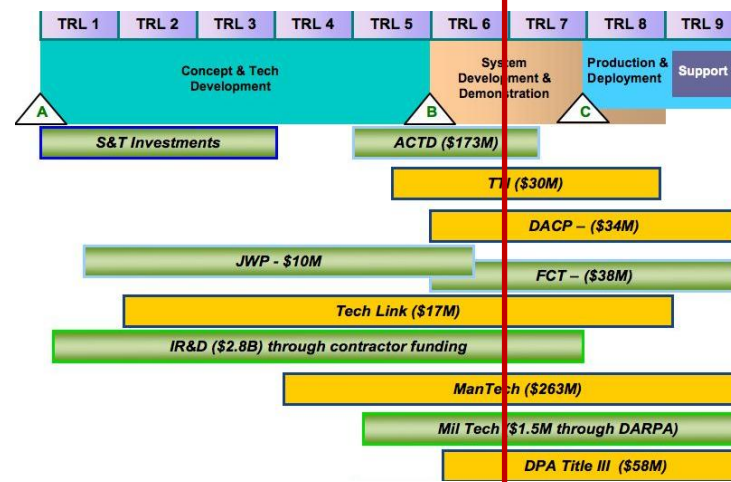 TRL 1 TRL 2 TRL 3 TRL 4 TRL 5 TRL 6 TRL 7 TRL 8 TRL 9
Concept & Tech
Development
System
Development &
Demonstration
Production &
Deployment
Support
A
B
C
S&T Investments
ACTD ($173M)
TTI ($30M)
DACP – ($34M)
JWP - $10M
FCT – ($38M)
Tech Link ($17M)
IR&D ($2.8B) through contractor funding
ManTech ($263M)
Mil Tech ($1.5M through DARPA)
DPA Title III ($58M)